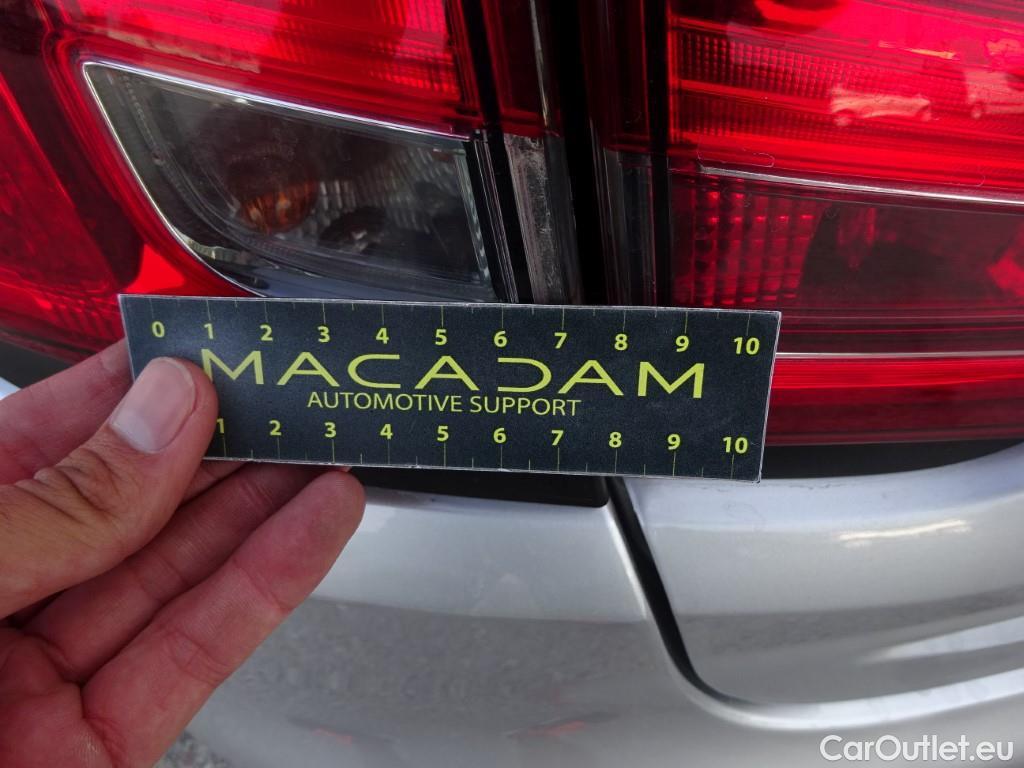 0 1 2 3 4 5 6 7 8 9 10
MACADAM
AUTOMOTIVE SUPPORT
1 2 3 4 5 6 7 8 9 10
CarOutlet.eu